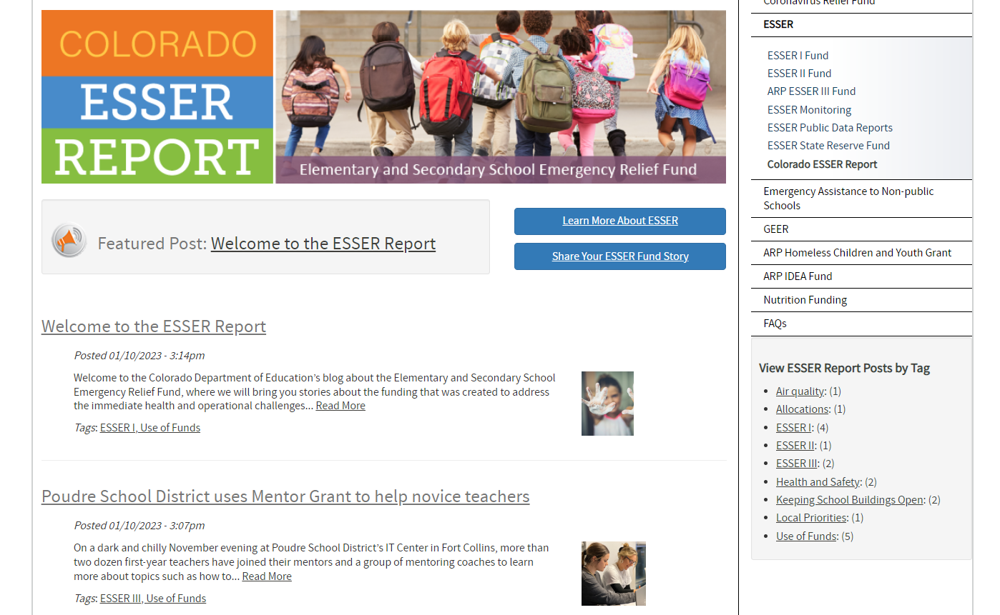 COLORADO
ESSER
REPORT
Elementary and Secondary School Emergency Relief Fund
Featured Post: Welcome to the ESSER Report
Learn More About ESSER
Share Your ESSER Fund Story
Welcome to the ESSER Report
Posted 01/10/2023 - 3:14pm
Welcome to the Colorado Department of Education’s blog about the Elementary and Secondary School
Emergency Relief Fund, where we will bring you stories about the funding that was created to address
the immediate health and operational challenges... Read More
Tags: ESSER I, Use of Funds
Poudre School District uses Mentor Grant to help novice teachers
Posted 01/10/2023 - 3:07pm
On a dark and chilly November evening at Poudre School District’s IT Center in Fort Collins, more than
two dozen first-year teachers have joined their mentors and a group of mentoring coaches to learn
more about topics such as how to... Read More
Tags: ESSER III, Use of Funds
Coronavirus Relief Fund
ESSER
ESSER I Fund
ESSER II Fund
ARP ESSER III Fund
ESSER Monitoring
ESSER Public Data Reports
ESSER State Reserve Fund
Colorado ESSER Report
Emergency Assistance to Non-public
Schools
GEER
ARP Homeless Children and Youth Grant
ARP IDEA Fund
Nutrition Funding
FAQs
View ESSER Report Posts by Tag
Air quality: (1)
Allocations: (1)
ESSER I: (4)
ESSER II: (1)
ESSER III: (2)
Health and Safety: (2)
Keeping School Buildings Open: (2)
Local Priorities: (1)
Use of Funds: (5)